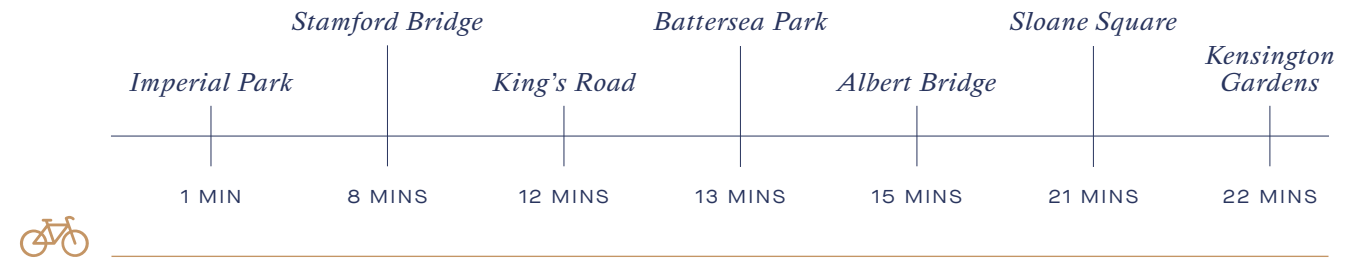 Stamford Bridge
Battersea Park
Sloane Square
Imperial Park
King’s Road
Albert Bridge
Kensington
Gardens
1 MIN
8 MINS
12 MINS
13 MINS
15 MINS
21 MINS
22 MINS